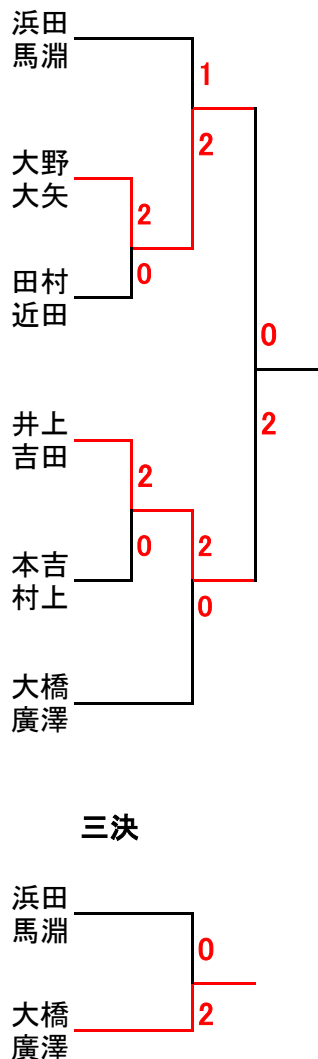 浜田
馬淵
1
2
大野
大矢
2
0
田村
近田
0
2
井上
吉田
2
0
2
0
本吉
村上
大橋
廣澤
三決
浜田
馬淵
0
2
大橋
廣澤